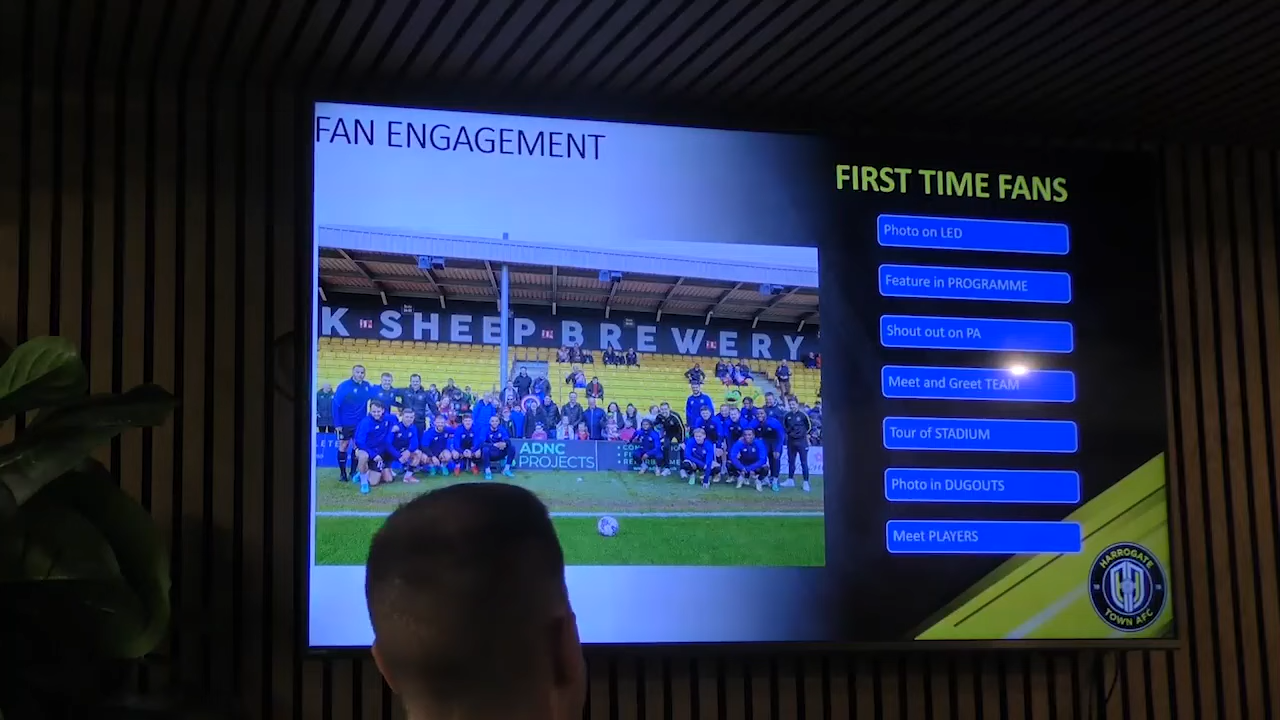 FAN ENGAGEMENT
FIRST TIME FANS
Photo on LED
Feature in PROGRAMME
Shout out on PA
Meet and Greet TEAM
Tour of STADIUM
Photo in DUGOUTS
Meet PLAYERS
K SHEEP BREWERY
ADNC
PROJECTS
HARROGATE
TOWN AFC